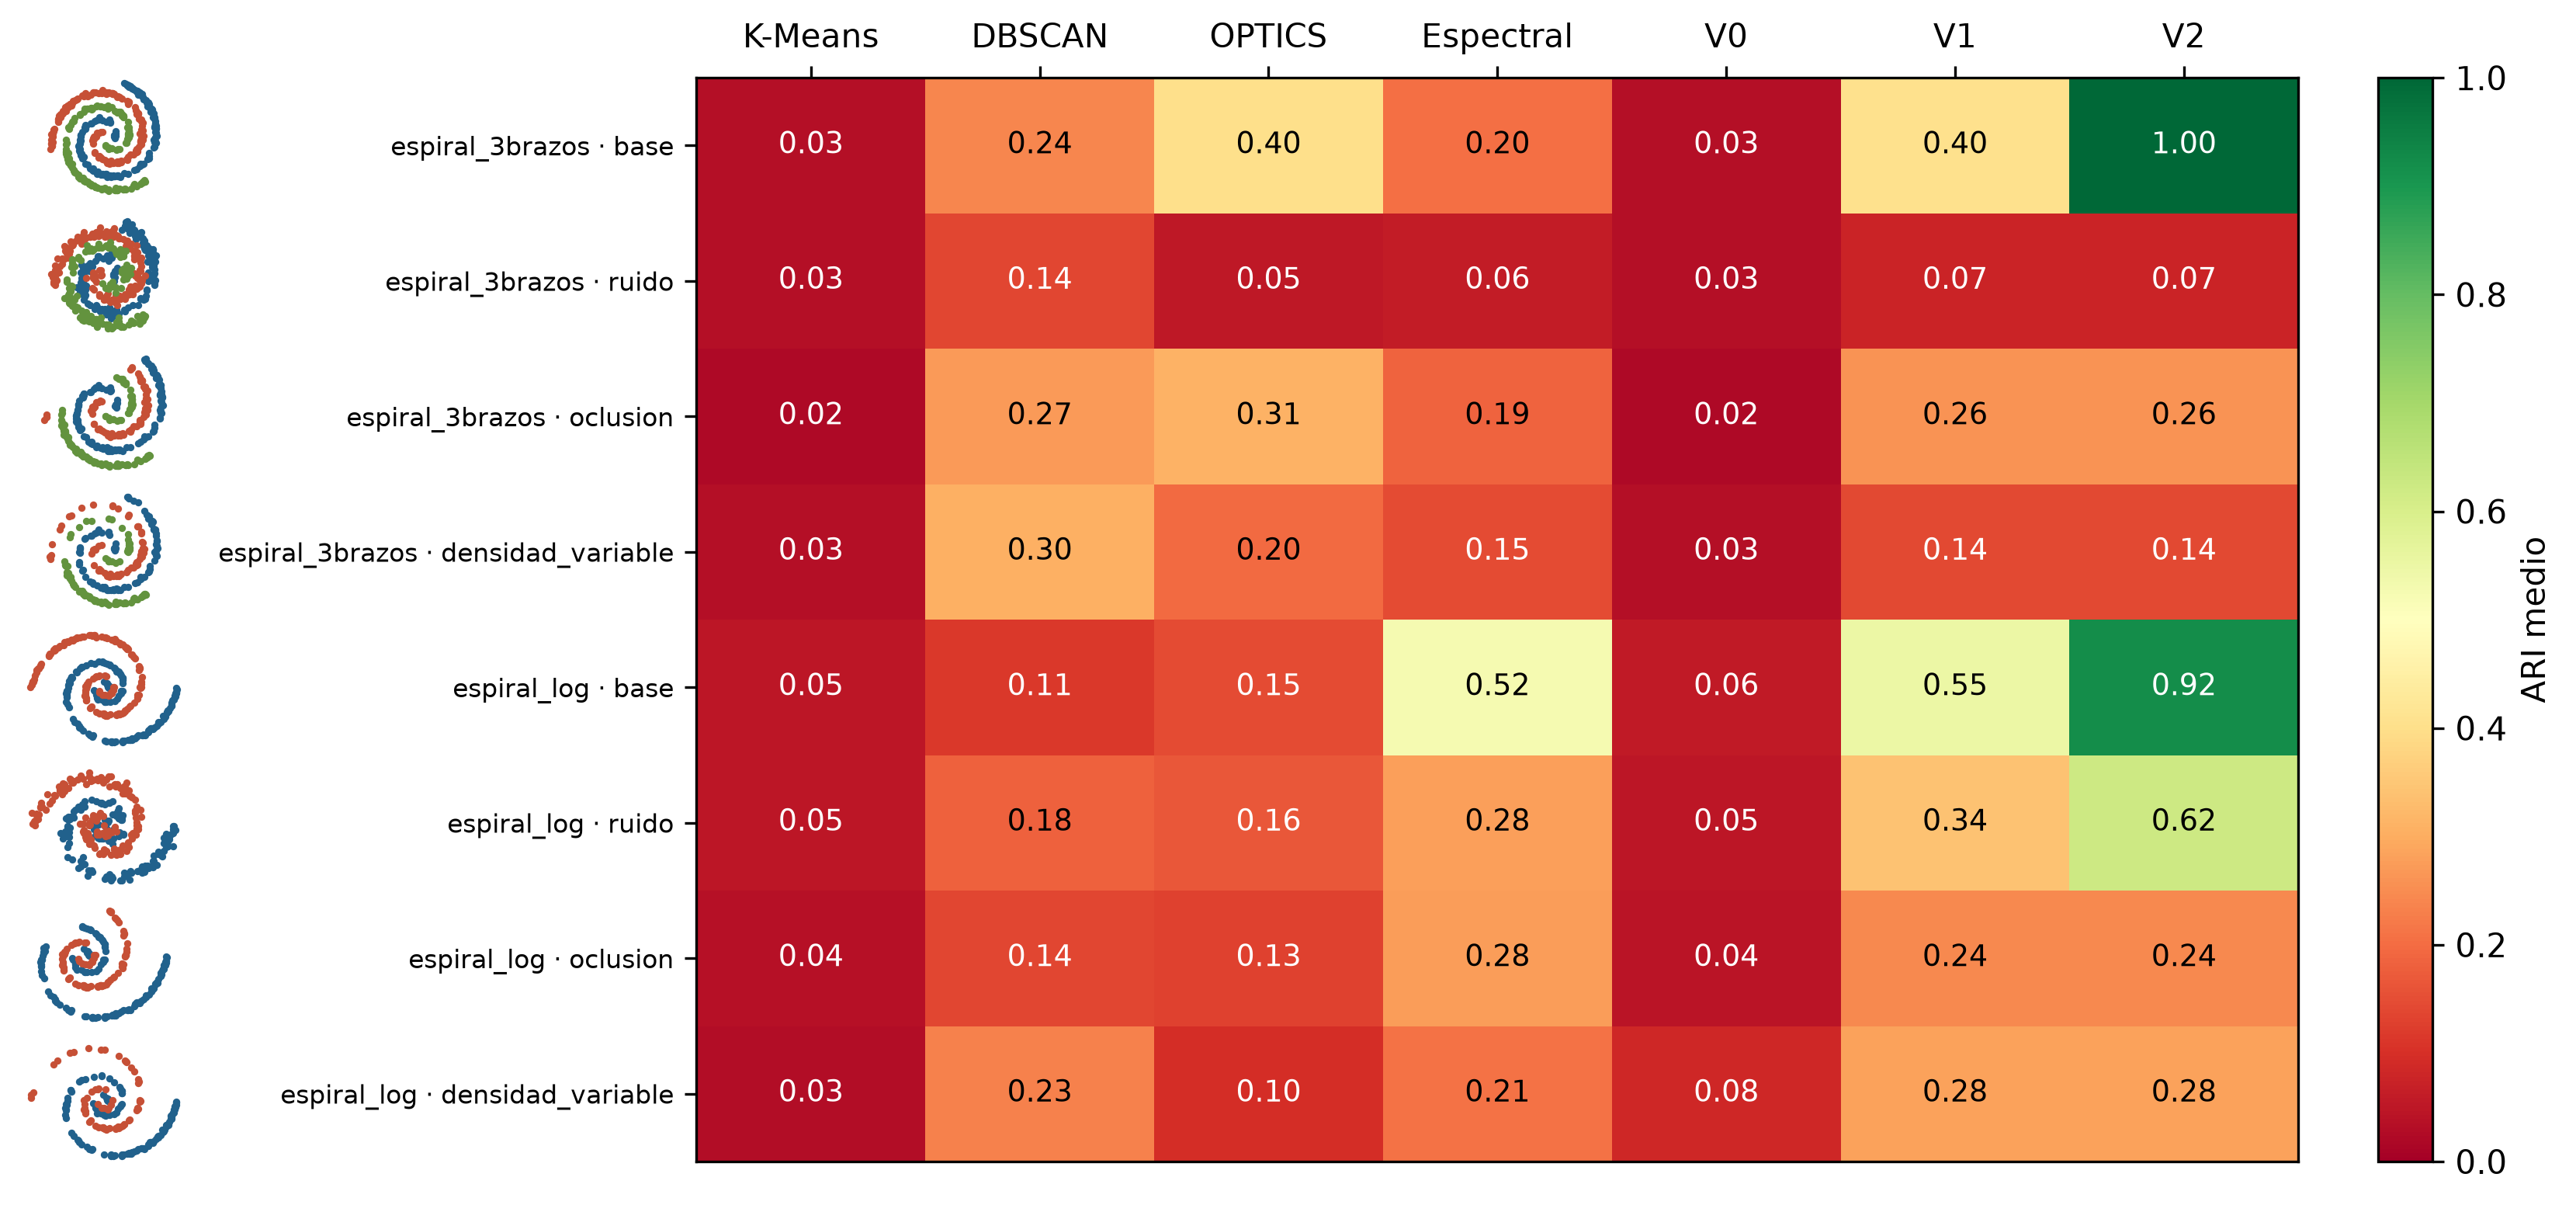 K-Means DBSCAN OPTICS Espectral V0 V1 V2
espiral_3brazos · base 0.03 0.24 0.40 0.20 0.03 0.40 1.00
espiral_3brazos · ruido 0.03 0.14 0.05 0.06 0.03 0.07 0.07
espiral_3brazos · oclusion 0.02 0.27 0.31 0.19 0.02 0.26 0.26
espiral_3brazos · densidad_variable 0.03 0.30 0.20 0.15 0.03 0.14 0.14
espiral_log · base 0.05 0.11 0.15 0.52 0.06 0.55 0.92
espiral_log · ruido 0.05 0.18 0.16 0.28 0.05 0.34 0.62
espiral_log · oclusion 0.04 0.14 0.13 0.28 0.04 0.24 0.24
espiral_log · densidad_variable 0.03 0.23 0.10 0.21 0.08 0.28 0.28
1.0
0.8
0.6
0.4
0.2
0.0
ARI medio